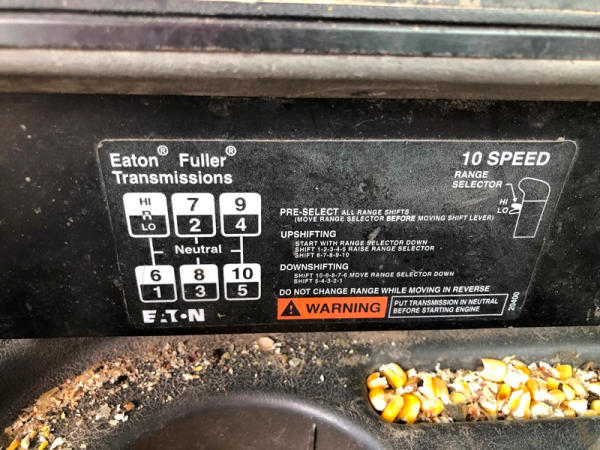 Eaton® Fuller®
Transmissions
10 SPEED
RANGE
SELECTOR
HI
LO
HI
R
LO
7
2
9
4
Neutral
6
1
8
3
10
5
EATON
PRE-SELECT ALL RANGE SHIFTS
(MOVE RANGE SELECTOR BEFORE MOVING SHIFT LEVER)
UPSHIFTING
START WITH RANGE SELECTOR DOWN
SHIFT 1-2-3-4-5 RAISE RANGE SELECTOR
SHIFT 6-7-8-9-10
DOWNSHIFTING
SHIFT 10-9-8-7-6 MOVE RANGE SELECTOR DOWN
SHIFT 5-4-3-2-1
DO NOT CHANGE RANGE WHILE MOVING IN REVERSE
WARNING
PUT TRANSMISSION IN NEUTRAL
BEFORE STARTING ENGINE
20400